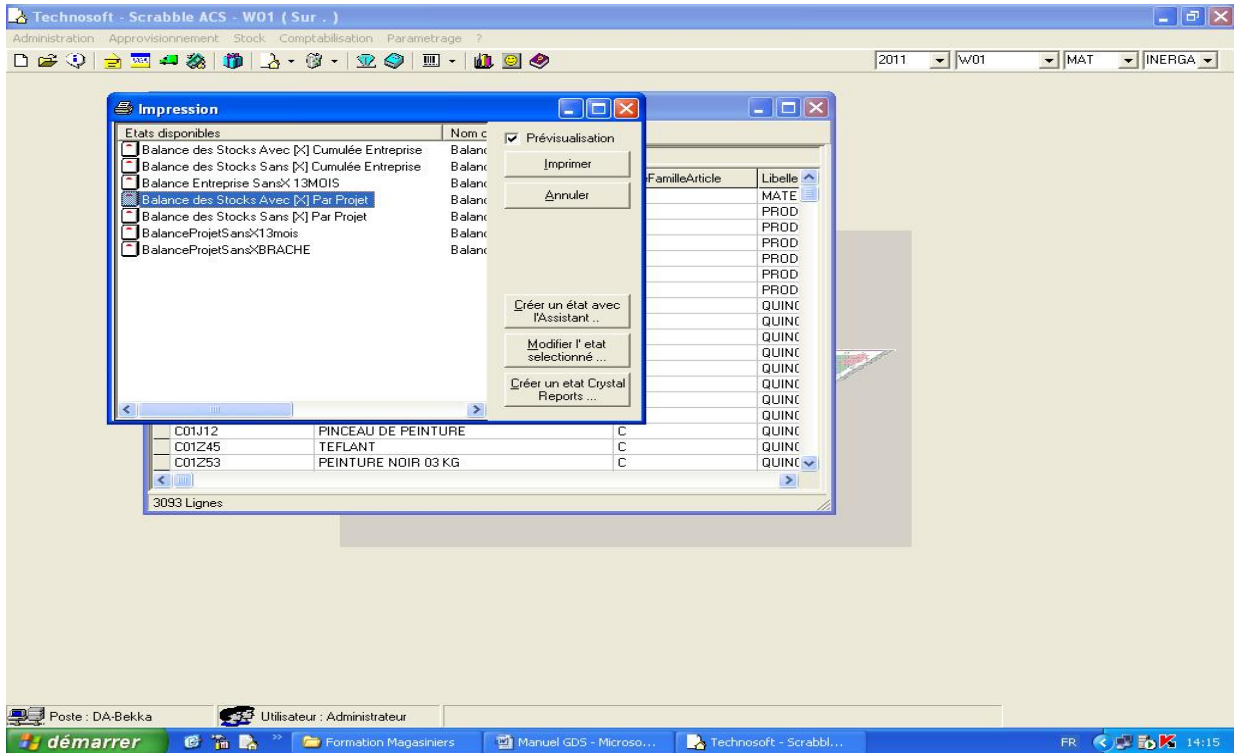 Technosoft - Scrabble ACS - W01 ( Sur . )
Administration Approvisionnement Stock Comptabilisation Parametrage ?
2011 W01 MAT INERGA
Impression
Etats disponibles Nom c
Balance des Stocks Avec [X] Cumulée Entreprise Balanc
Balance des Stocks Sans [X] Cumulée Entreprise Balanc
Balance Entreprise SansX 13MOIS Balanc
Balance des Stocks Avec [X] Par Projet Balanc
Balance des Stocks Sans [X] Par Projet Balanc
BalanceProjetSansX13mois Balanc
BalanceProjetSansXBRACHE Balanc
Prévisualisation
Imprimer
Annuler
Créer un état avec
l'Assistant ..
Modifier l' etat
selectionné ...
Créer un etat Crystal
Reports ...
FamilleArticle Libelle
MATE
PROD
PROD
PROD
PROD
PROD
PROD
QUINC
QUINC
QUINC
QUINC
QUINC
QUINC
QUINC
QUINC
C01J12 PINCEAU DE PEINTURE C QUINC
C01Z45 TEFLANT C QUINC
C01Z53 PEINTURE NOIR 03 KG C QUINC
3093 Lignes
Poste : DA-Bekka Utilisateur : Administrateur
démarrer Formation Magasiniers Manuel GDS - Microso... Technosoft - Scrabbl... FR 14:15